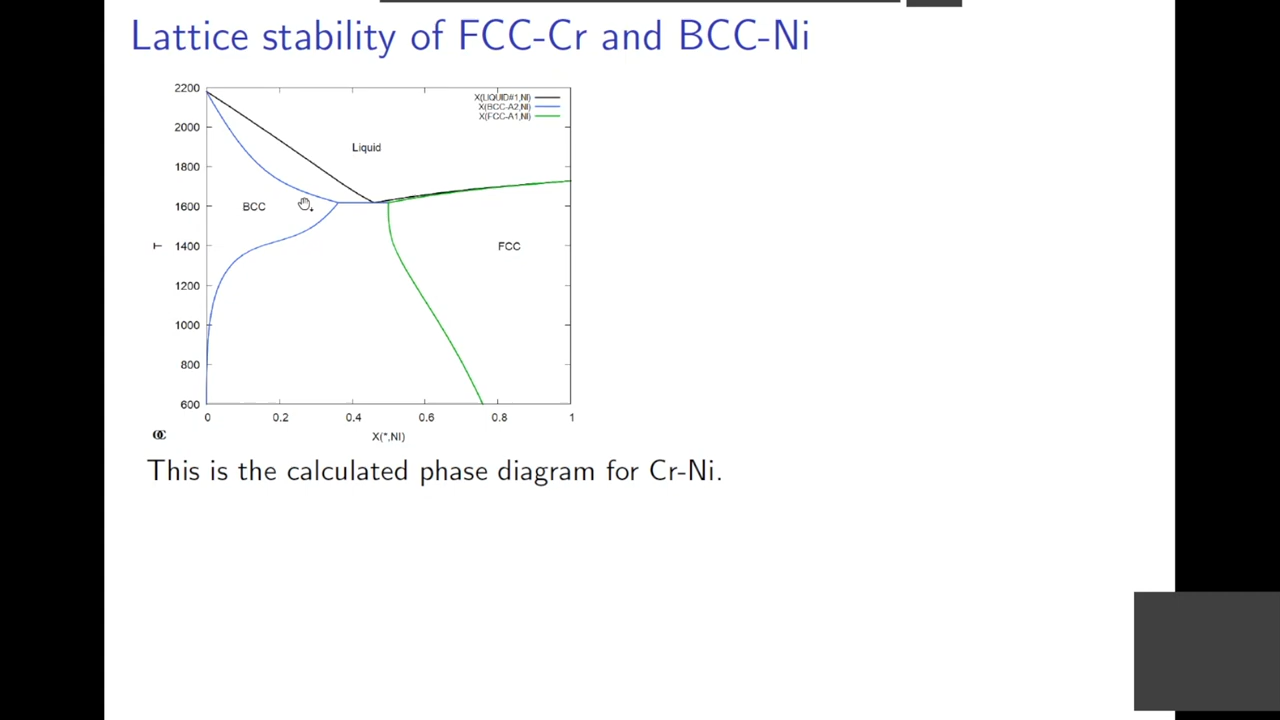 Lattice stability of FCC-Cr and BCC-Ni
2200
2000
1800
1600
1400
1200
1000
800
600
T
X(LIQUID#1,NI)
X(BCC-A2,NI)
X(FCC-A1,NI)
Liquid
BCC
FCC
0 0.2 0.4 0.6 0.8 1
X(*,NI)
OC
This is the calculated phase diagram for Cr-Ni.